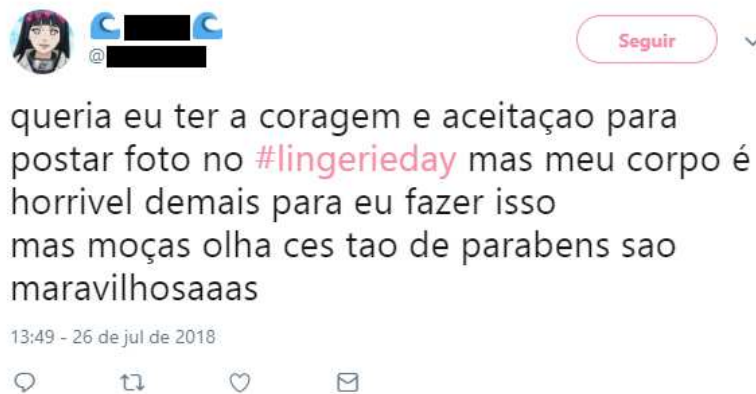 @
Seguir
queria eu ter a coragem e aceitaçao para
postar foto no #lingerieday mas meu corpo é
horrivel demais para eu fazer isso
mas moças olha ces tao de parabens sao
maravilhosaaas
13:49 - 26 de jul de 2018